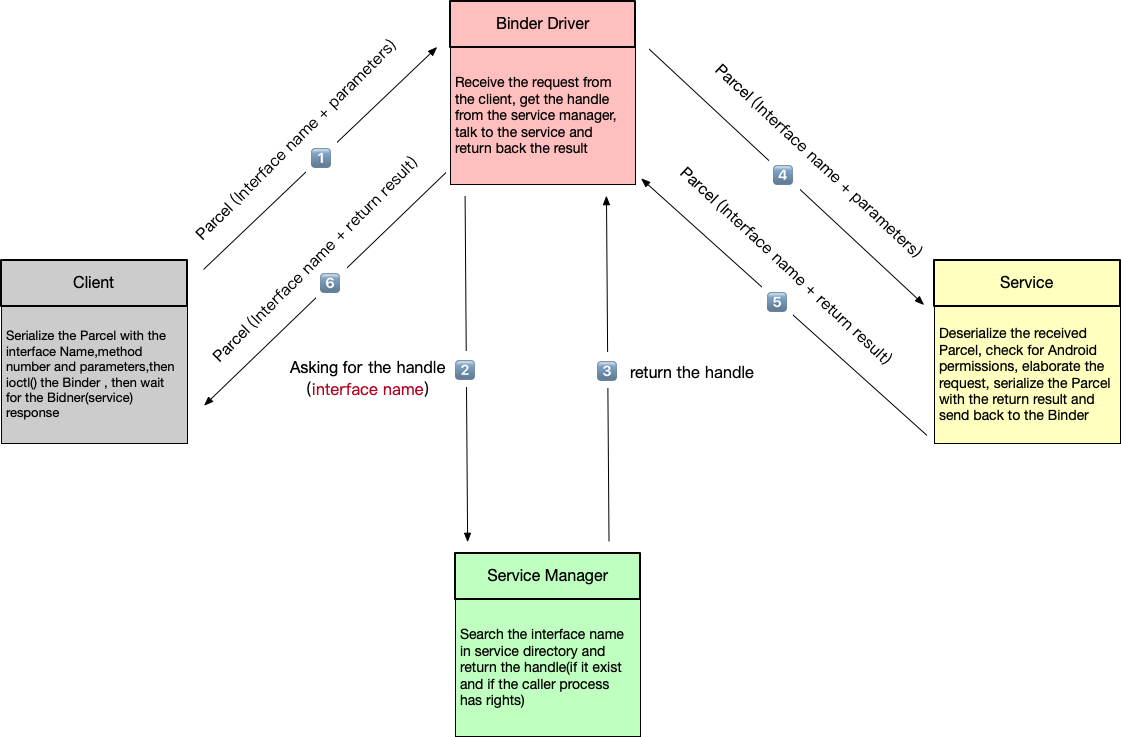 Binder Driver
Receive the request from
the client, get the handle
from the service manager,
talk to the service and
return back the result
Parcel (Interface name + parameters)
1
Parcel (Interface name + parameters)
4
Parcel (Interface name + return result)
6
Parcel (Interface name + return result)
5
Client
Serialize the Parcel with the
interface Name,method
number and parameters,then
ioctl() the Binder , then wait
for the Bidner(service)
response
Service
Deserialize the received
Parcel, check for Android
permissions, elaborate the
request, serialize the Parcel
with the return result and
send back to the Binder
Asking for the handle
(interface name)
2
3
return the handle
Service Manager
Search the interface name
in service directory and
return the handle(if it exist
and if the caller process
has rights)